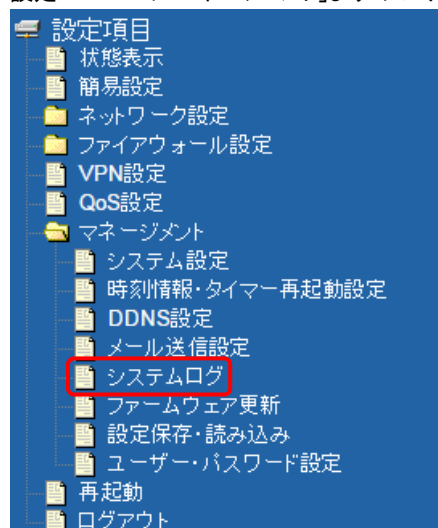 設定項目
状態表示
簡易設定
ネットワーク設定
ファイアウォール設定
VPN設定
QoS設定
マネージメント
システム設定
時刻情報・タイマー再起動設定
DDNS設定
メール送信設定
システムログ
ファームウェア更新
設定保存・読み込み
ユーザー・パスワード設定
再起動
ログアウト